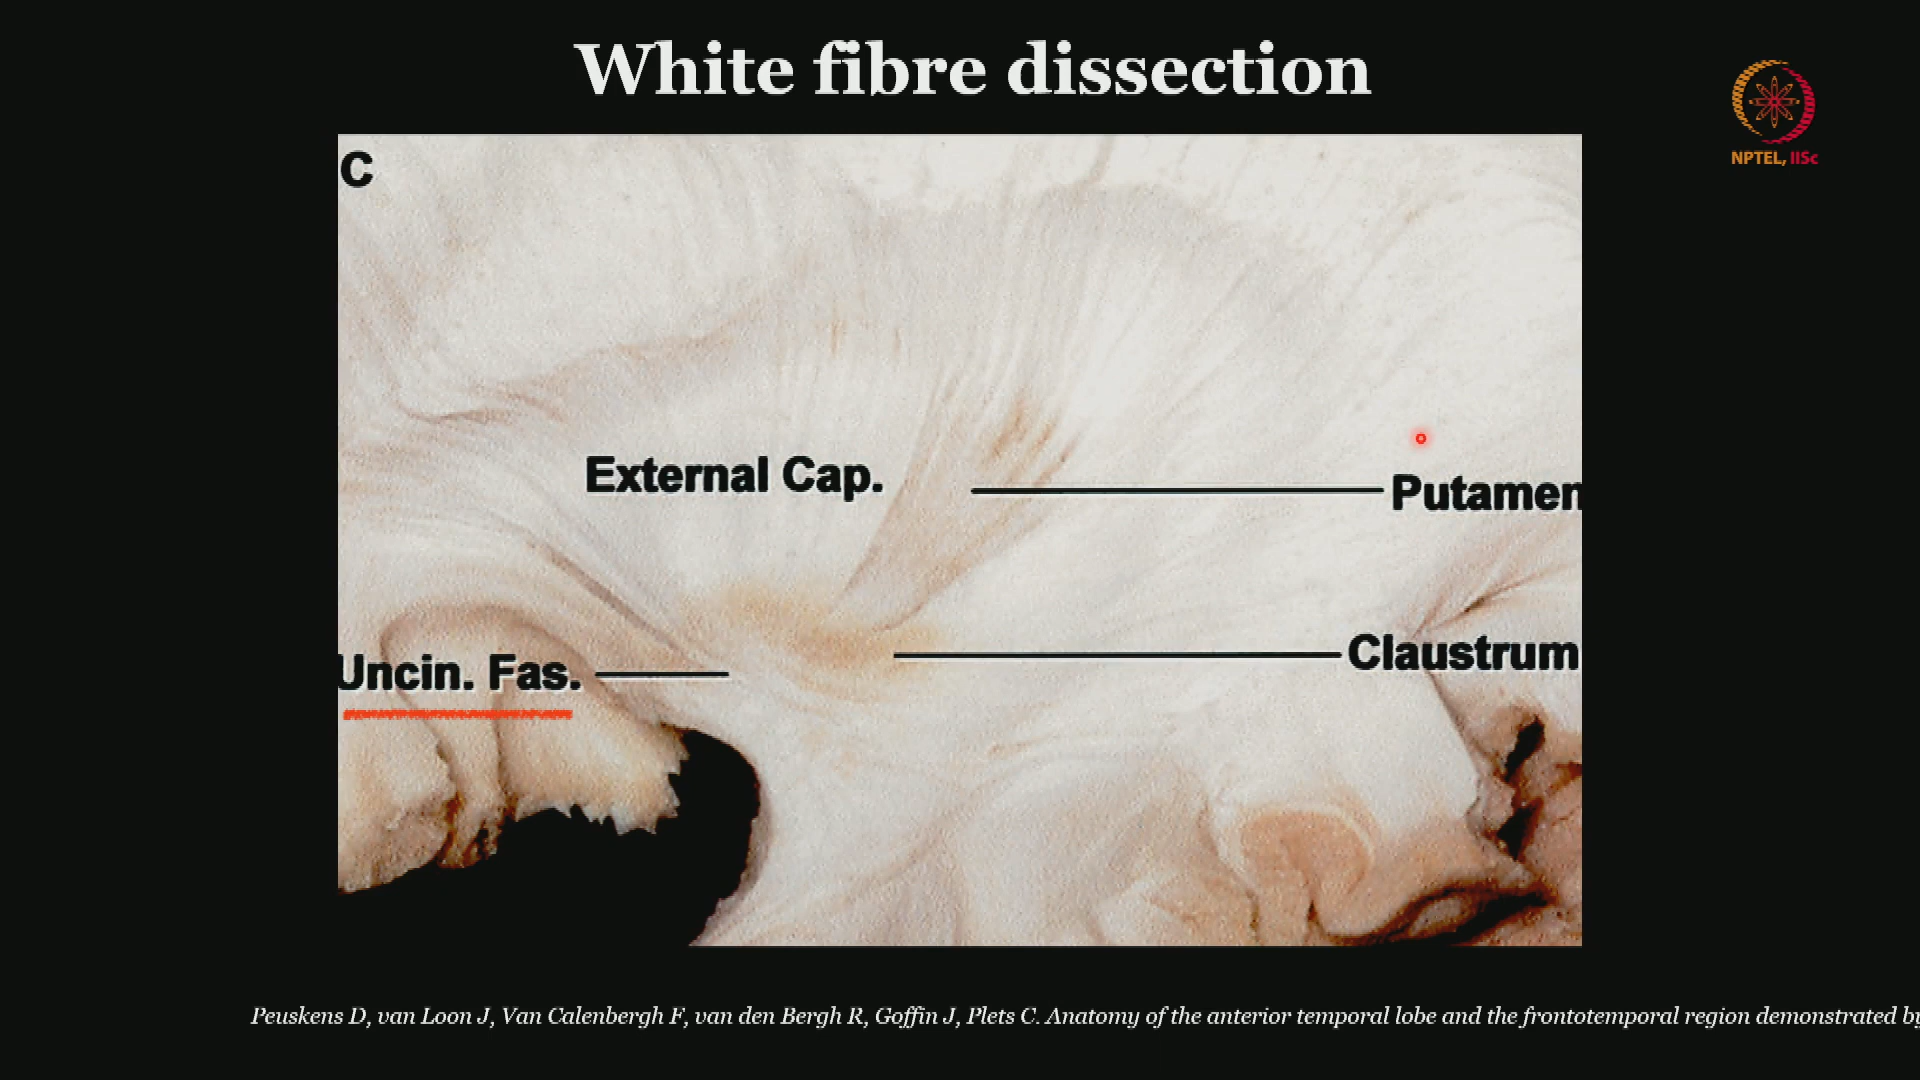 White fibre dissection
NPTEL, IISc
C
External Cap.
Putamen
Claustrum
Uncin. Fas.
Peuskens D, van Loon J, Van Calenbergh F, van den Bergh R, Goffin J, Plets C. Anatomy of the anterior temporal lobe and the frontotemporal region demonstrated by